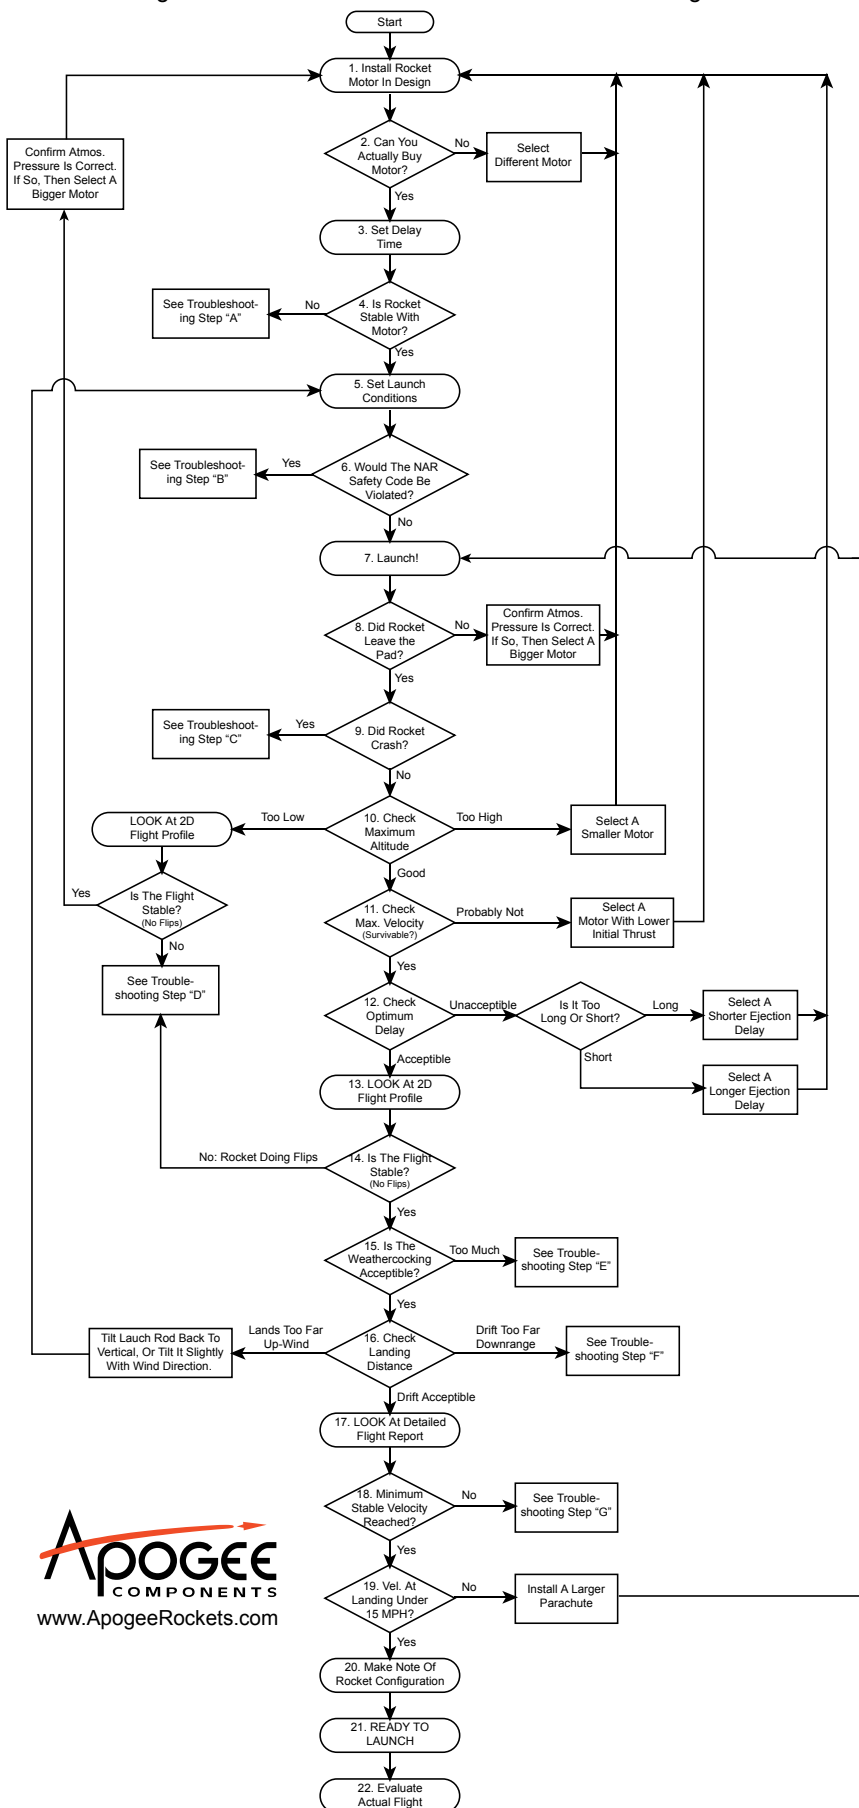 Start
1. Install Rocket
Motor In Design
Confirm Atmos.
Pressure Is Correct.
If So, Then Select A
Bigger Motor
2. Can You
Actually Buy
Motor?
No
Select
Different Motor
Yes
3. Set Delay
Time
See Troubleshoot-
ing Step "A"
No
4. Is Rocket
Stable With
Motor?
Yes
5. Set Launch
Conditions
See Troubleshoot-
ing Step "B"
Yes
6. Would The NAR
Safety Code Be
Violated?
No
7. Launch!
8. Did Rocket
Leave the
Pad?
No
Confirm Atmos.
Pressure Is Correct.
If So, Then Select A
Bigger Motor
Yes
See Troubleshoot-
ing Step "C"
Yes
9. Did Rocket
Crash?
No
LOOK At 2D
Flight Profile
Too Low
10. Check
Maximum
Altitude
Too High
Select A
Smaller Motor
Good
Yes
Is The Flight
Stable?
(No Flips)
No
11. Check
Max. Velocity
(Survivable?)
Probably Not
Select A
Motor With Lower
Initial Thrust
Yes
See Trouble-
shooting Step "D"
12. Check
Optimum
Delay
Unacceptible
Is It Too
Long Or Short?
Long
Select A
Shorter Ejection
Delay
Short
Select A
Longer Ejection
Delay
Acceptible
13. LOOK At 2D
Flight Profile
No: Rocket Doing Flips
14. Is The Flight
Stable?
(No Flips)
Yes
15. Is The
Weathercocking
Acceptible?
Too Much
See Trouble-
shooting Step "E"
Yes
Tilt Lauch Rod Back To
Vertical, Or Tilt It Slightly
With Wind Direction.
Lands Too Far
Up-Wind
16. Check
Landing
Distance
Drift Too Far
Downrange
See Trouble-
shooting Step "F"
Drift Acceptible
17. LOOK At Detailed
Flight Report
18. Minimum
Stable Velocity
Reached?
No
See Trouble-
shooting Step "G"
Yes
19. Vel. At
Landing Under
15 MPH?
No
Install A Larger
Parachute
Yes
APOGEE
COMPONENTS
www.ApogeeRockets.com
20. Make Note Of
Rocket Configuration
21. READY TO
LAUNCH
22. Evaluate
Actual Flight